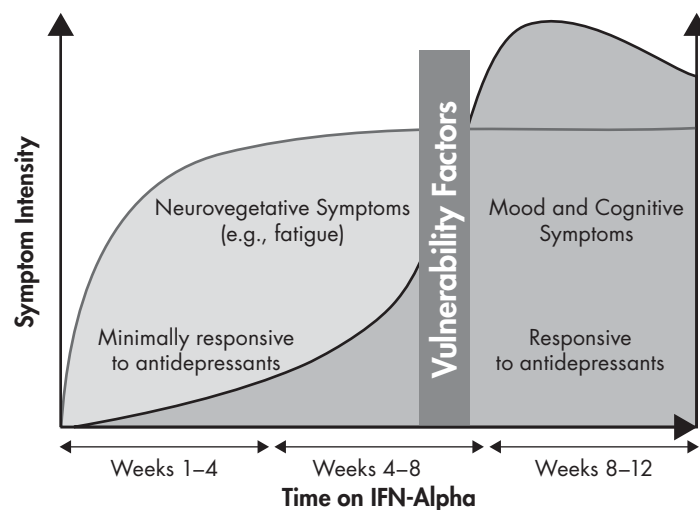 Symptom Intensity
Neurovegetative Symptoms
(e.g., fatigue)
Minimally responsive
to antidepressants
Vulnerability Factors
Mood and Cognitive
Symptoms
Responsive
to antidepressants
Weeks 1–4
Weeks 4–8
Weeks 8–12
Time on IFN-Alpha